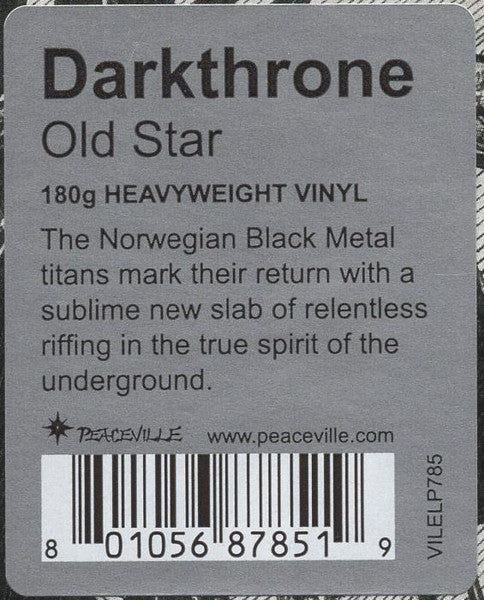 Darkthrone
Old Star
180g HEAVYWEIGHT VINYL
The Norwegian Black Metal
titans mark their return with a
sublime new slab of relentless
riffing in the true spirit of the
underground.
PEACEVILLE www.peaceville.com
8 01056 87851 9
VILELP785